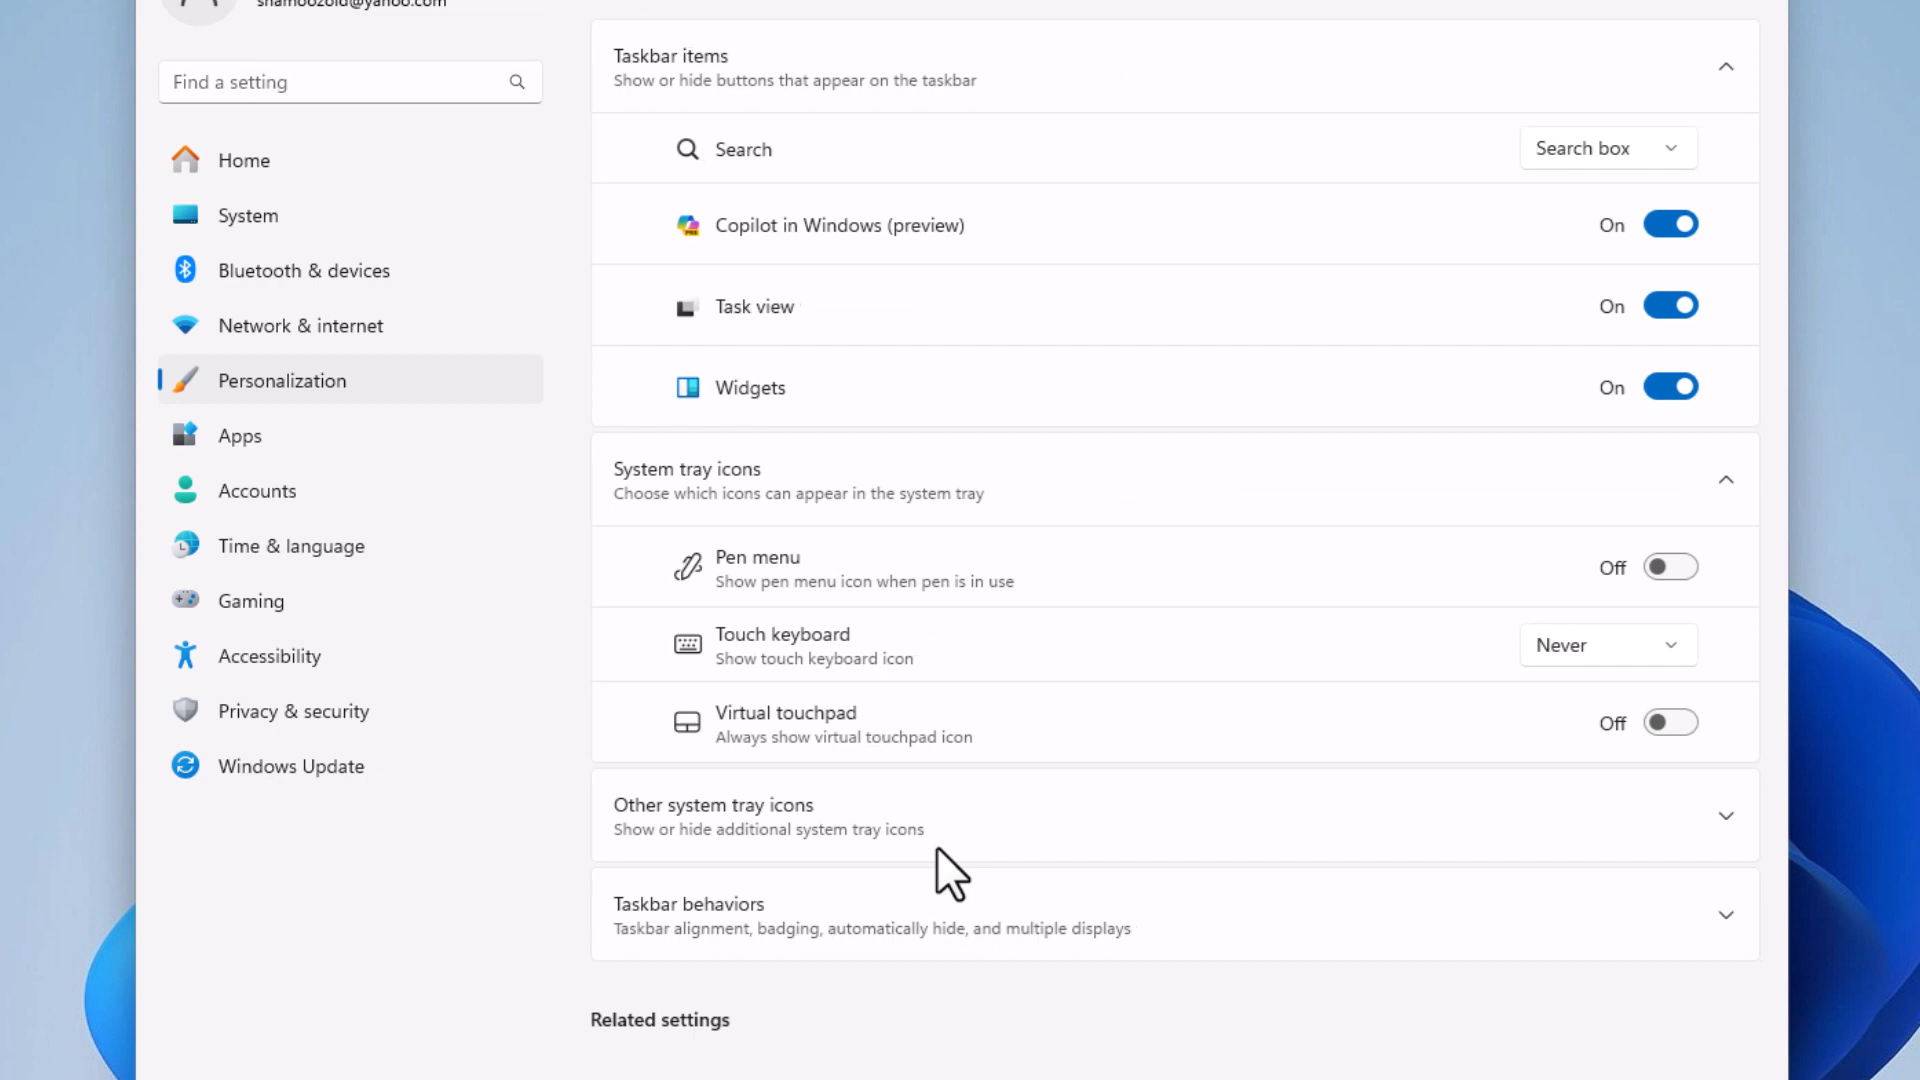 shamoozoid@yahoo.com
Find a setting
Home
System
Bluetooth & devices
Network & internet
Personalization
Apps
Accounts
Time & language
Gaming
Accessibility
Privacy & security
Windows Update
Taskbar items
Show or hide buttons that appear on the taskbar
Search
Search box
Copilot in Windows (preview)
On
Task view
On
Widgets
On
System tray icons
Choose which icons can appear in the system tray
Pen menu
Show pen menu icon when pen is in use
Off
Touch keyboard
Show touch keyboard icon
Never
Virtual touchpad
Always show virtual touchpad icon
Off
Other system tray icons
Show or hide additional system tray icons
Taskbar behaviors
Taskbar alignment, badging, automatically hide, and multiple displays
Related settings